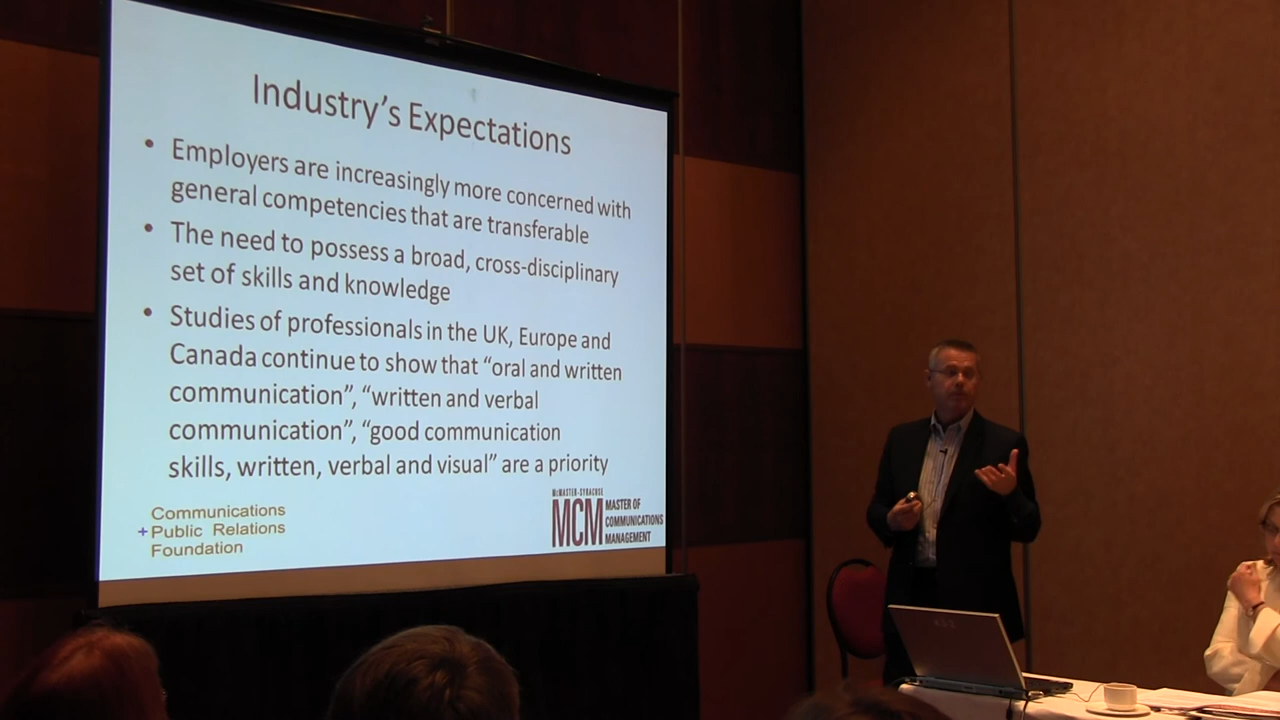 Industry's Expectations
• Employers are increasingly more concerned with
general competencies that are transferable
• The need to possess a broad, cross-disciplinary
set of skills and knowledge
• Studies of professionals in the UK, Europe and
Canada continue to show that “oral and written
communication”, “written and verbal
communication”, “good communication
skills, written, verbal and visual” are a priority
Communications
+Public Relations
Foundation
McMASTER-SYRACUSE
MCM
MASTER OF
COMMUNICATIONS
MANAGEMENT